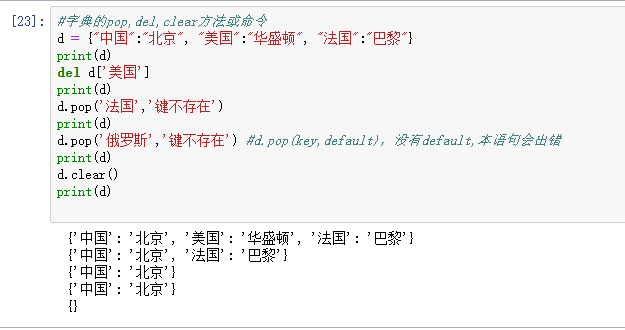 [23]: #字典的pop,del,clear方法或命令
d = {"中国":"北京", "美国":"华盛顿", "法国":"巴黎"}
print(d)
del d['美国']
print(d)
d.pop('法国','键不存在')
print(d)
d.pop('俄罗斯','键不存在') #d.pop(key,default), 没有default,本语句会出错
print(d)
d.clear()
print(d)
{'中国': '北京', '美国': '华盛顿', '法国': '巴黎'}
{'中国': '北京', '法国': '巴黎'}
{'中国': '北京'}
{'中国': '北京'}
{}